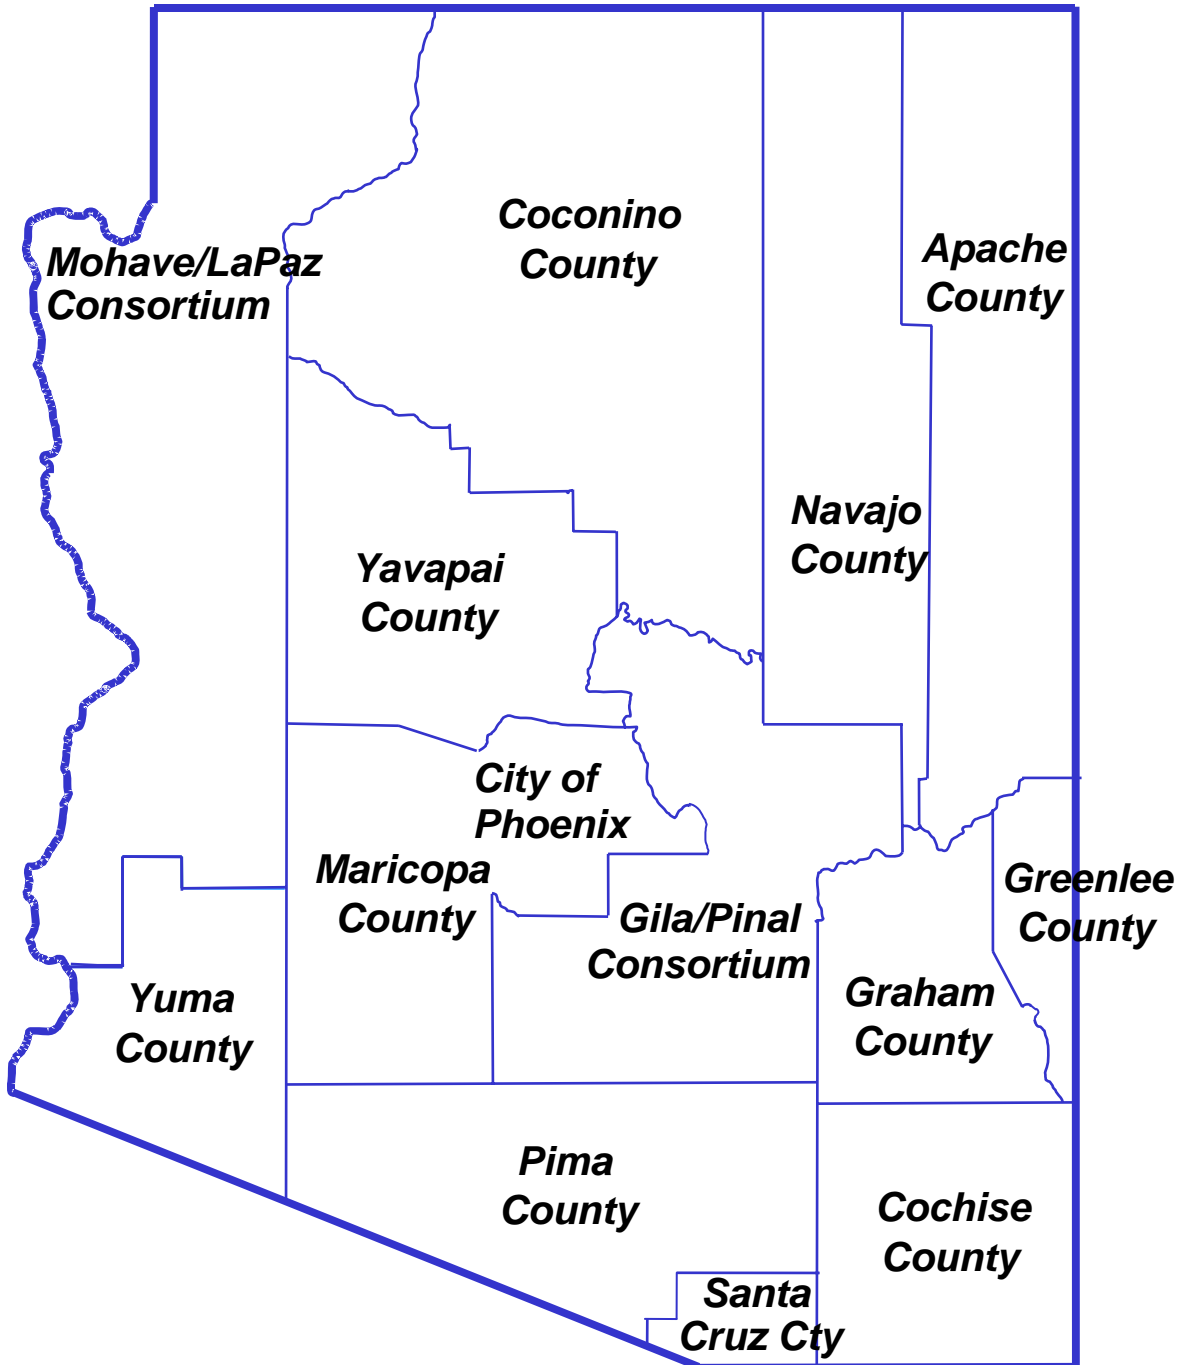 Coconino
County
Apache
County
Mohave/LaPaz
Consortium
Navajo
County
Yavapai
County
City of
Phoenix
Maricopa
County
Greenlee
County
Gila/Pinal
Consortium
Graham
County
Yuma
County
Pima
County
Cochise
County
Santa
Cruz Cty